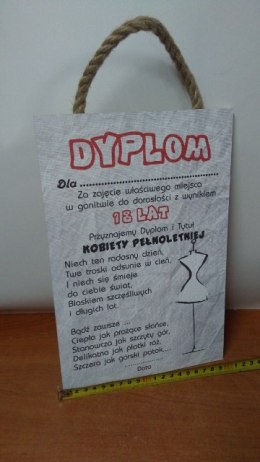 DYPLOM
Dla ..............................................
Za zajęcie właściwego miejsca
w gonitwie do dorosłości z wynikiem
18 LAT
Przyznajemy Dyplom i Tytuł
KOBIETY PEŁNOLETNIEJ
Niech ten radosny dzień,
Twe troski odsunie w cień.
I niech się śmieje
do ciebie świat,
Blaskiem szczęśliwych
i długich lat.
Bądź zawsze ...
Ciepła jak prażące słońce,
Stanowcza jak szczyty gór,
Delikatna jak płatki róż,
Szczera jak górski potok...
Data